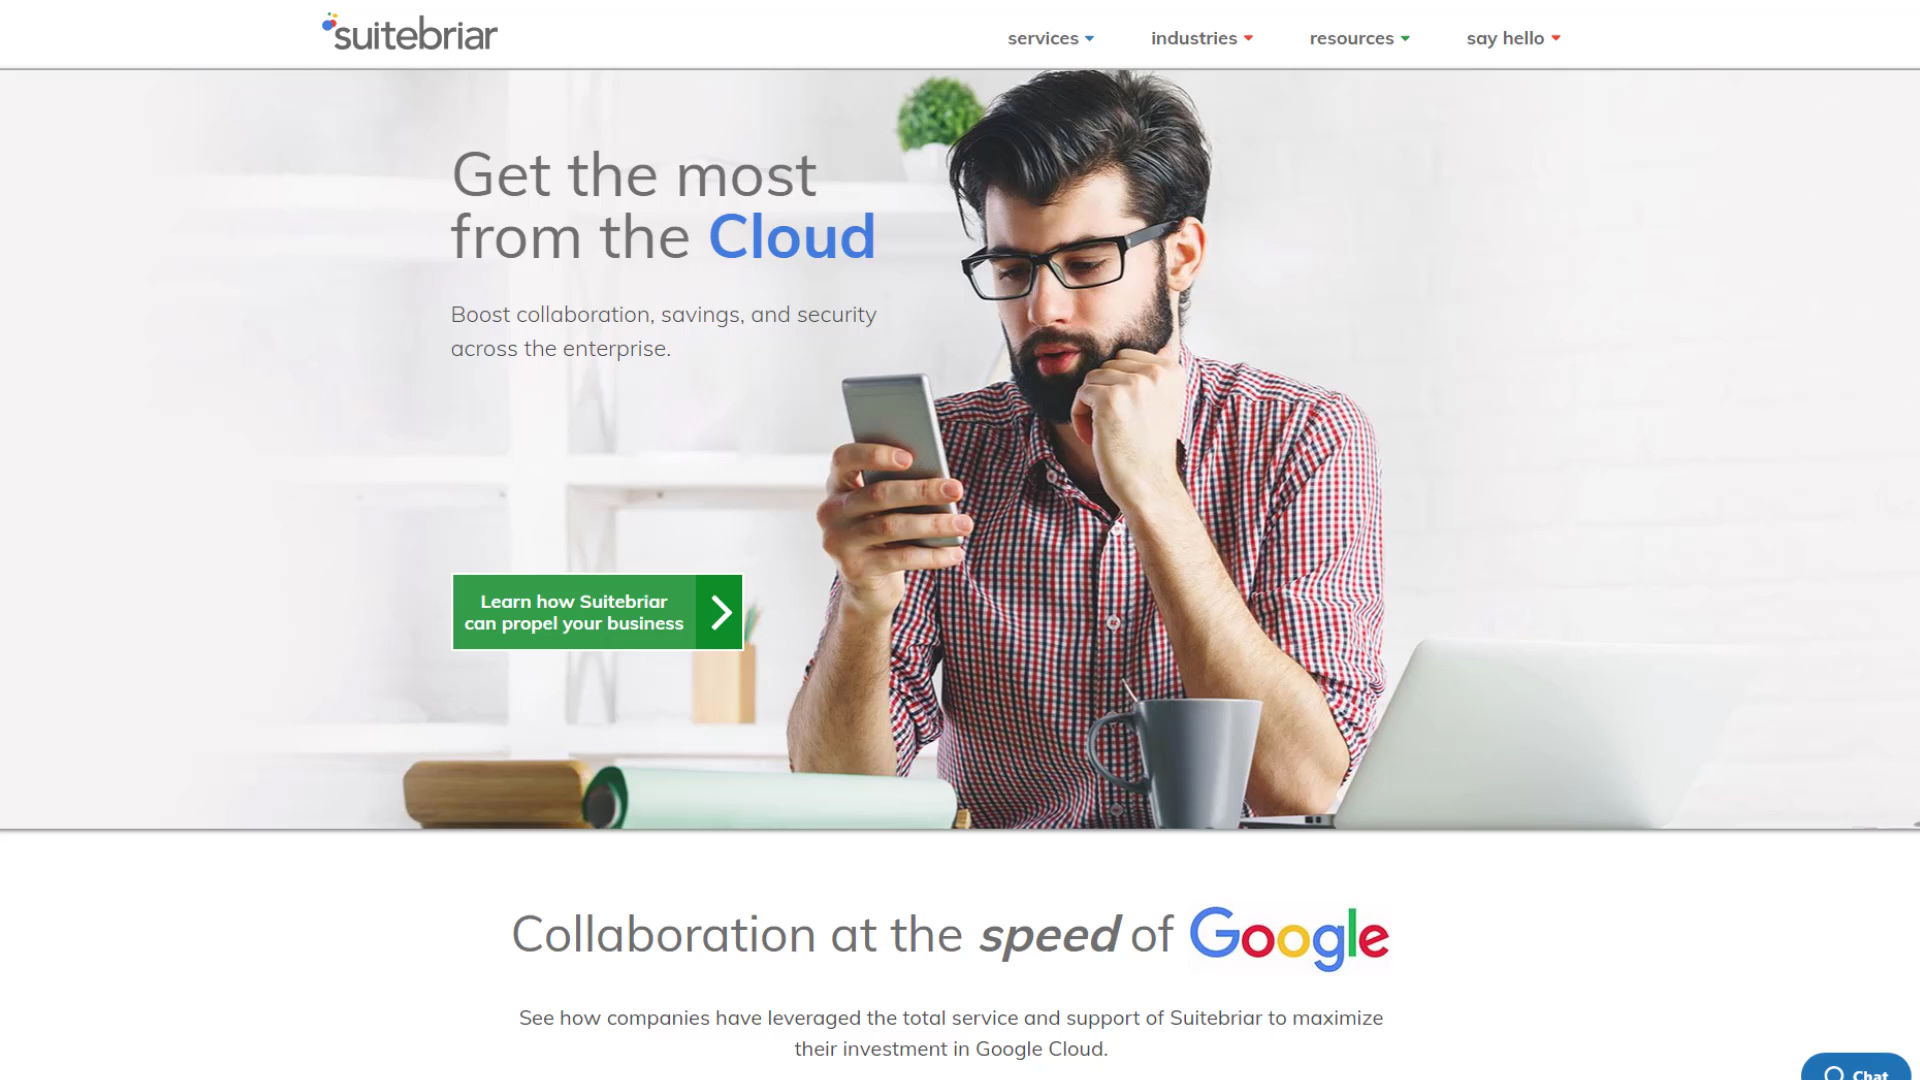 suitebriar
services
industries
resources
say hello
Get the most
from the Cloud
Boost collaboration, savings, and security
across the enterprise.
Learn how Suitebriar
can propel your business
Collaboration at the speed of Google
See how companies have leveraged the total service and support of Suitebriar to maximize
their investment in Google Cloud.
Chat